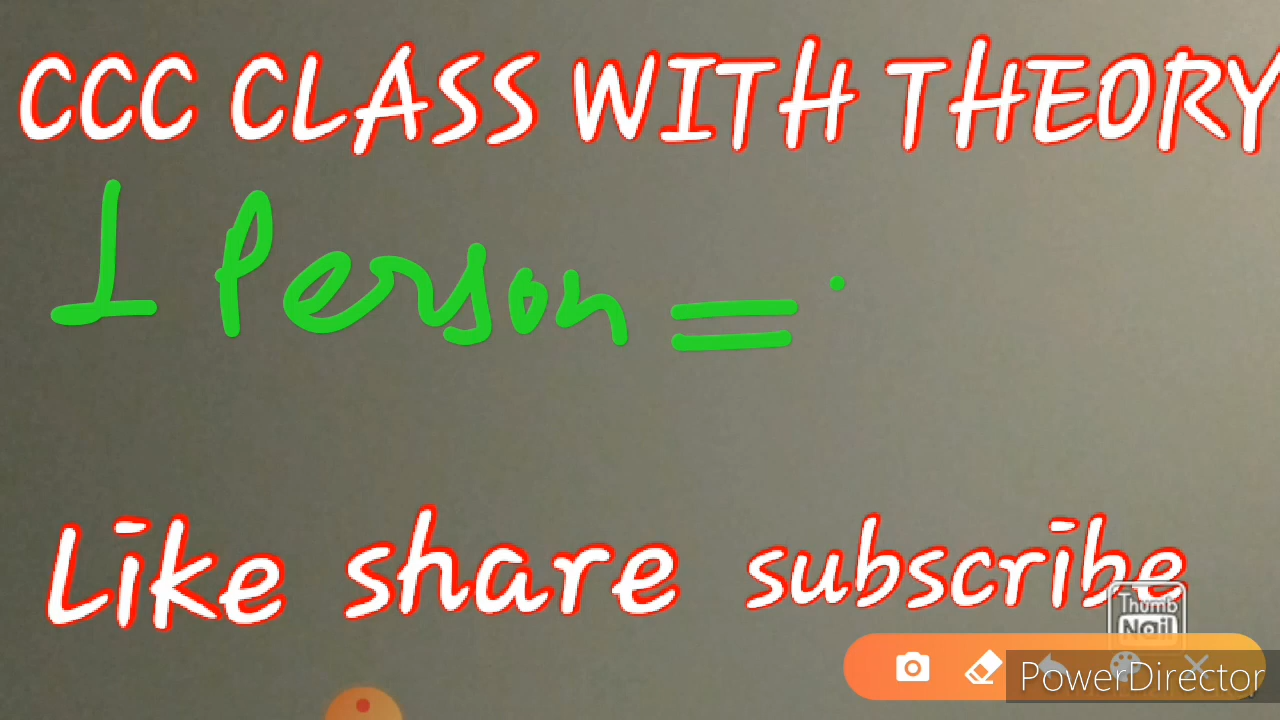 CCC CLASS WITH THEORY
1 Person =
Like share subscribe
Thumb
Nail
PowerDirector